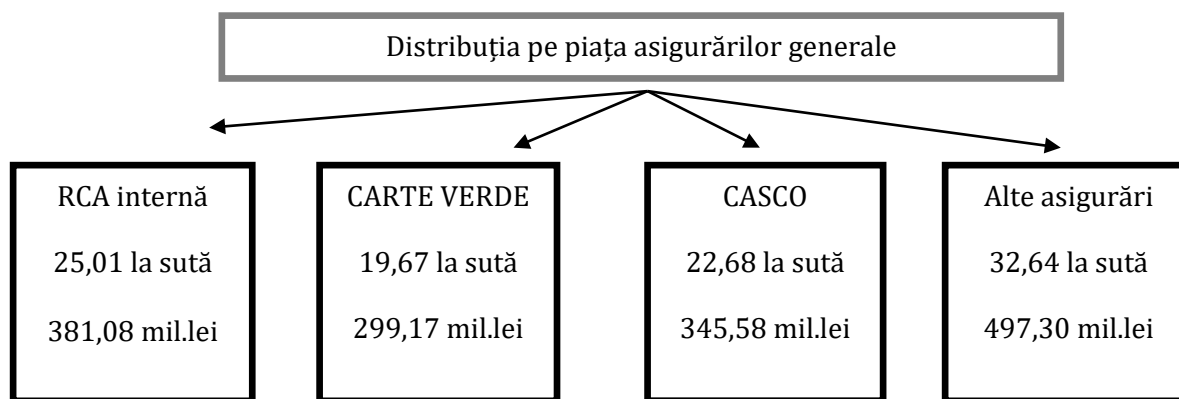 Distribuția pe piața asigurărilor generale
RCA internă
25,01 la sută
381,08 mil.lei
CARTE VERDE
19,67 la sută
299,17 mil.lei
CASCO
22,68 la sută
345,58 mil.lei
Alte asigurări
32,64 la sută
497,30 mil.lei